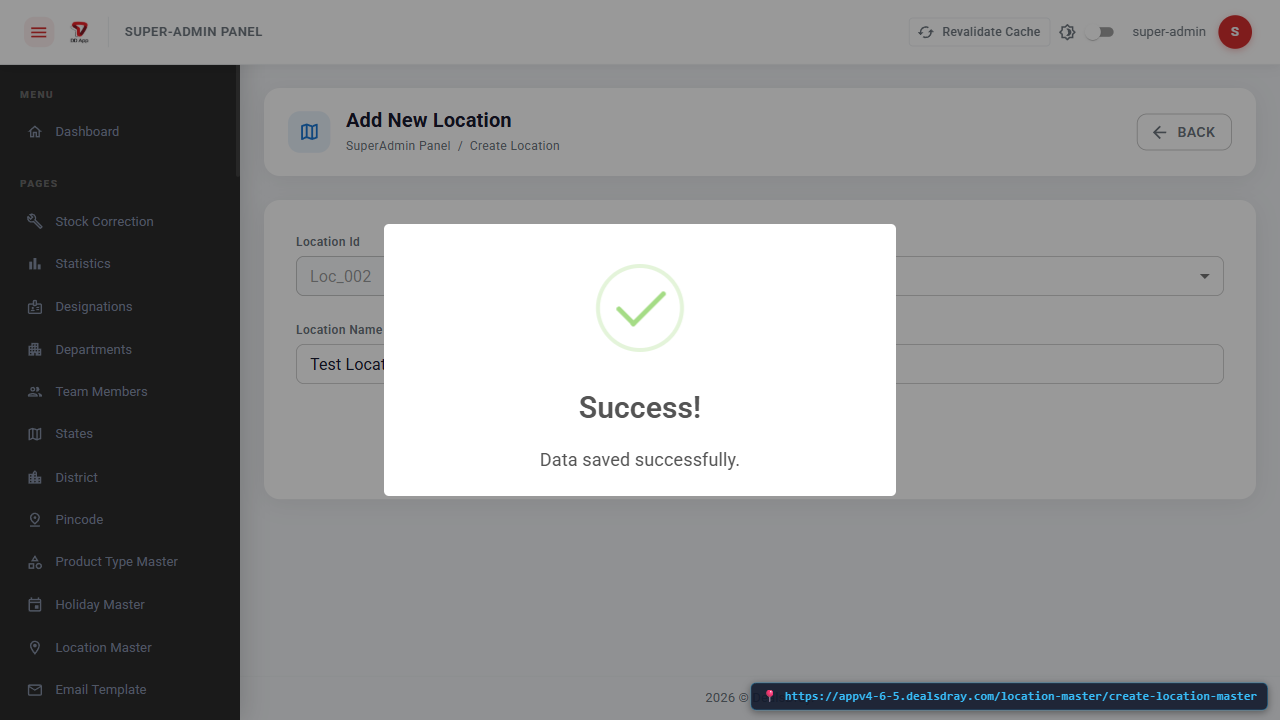 DD App
SUPER-ADMIN PANEL
Revalidate Cache
super-admin
S
MENU
Dashboard
PAGES
Stock Correction
Statistics
Designations
Departments
Team Members
States
District
Pincode
Product Type Master
Holiday Master
Location Master
Email Template
Add New Location
SuperAdmin Panel / Create Location
BACK
Location Id
Loc_002
Location Name
Test Locat
Success!
Data saved successfully.
2026 ©
https://appv4-6-5.dealsdray.com/location-master/create-location-master